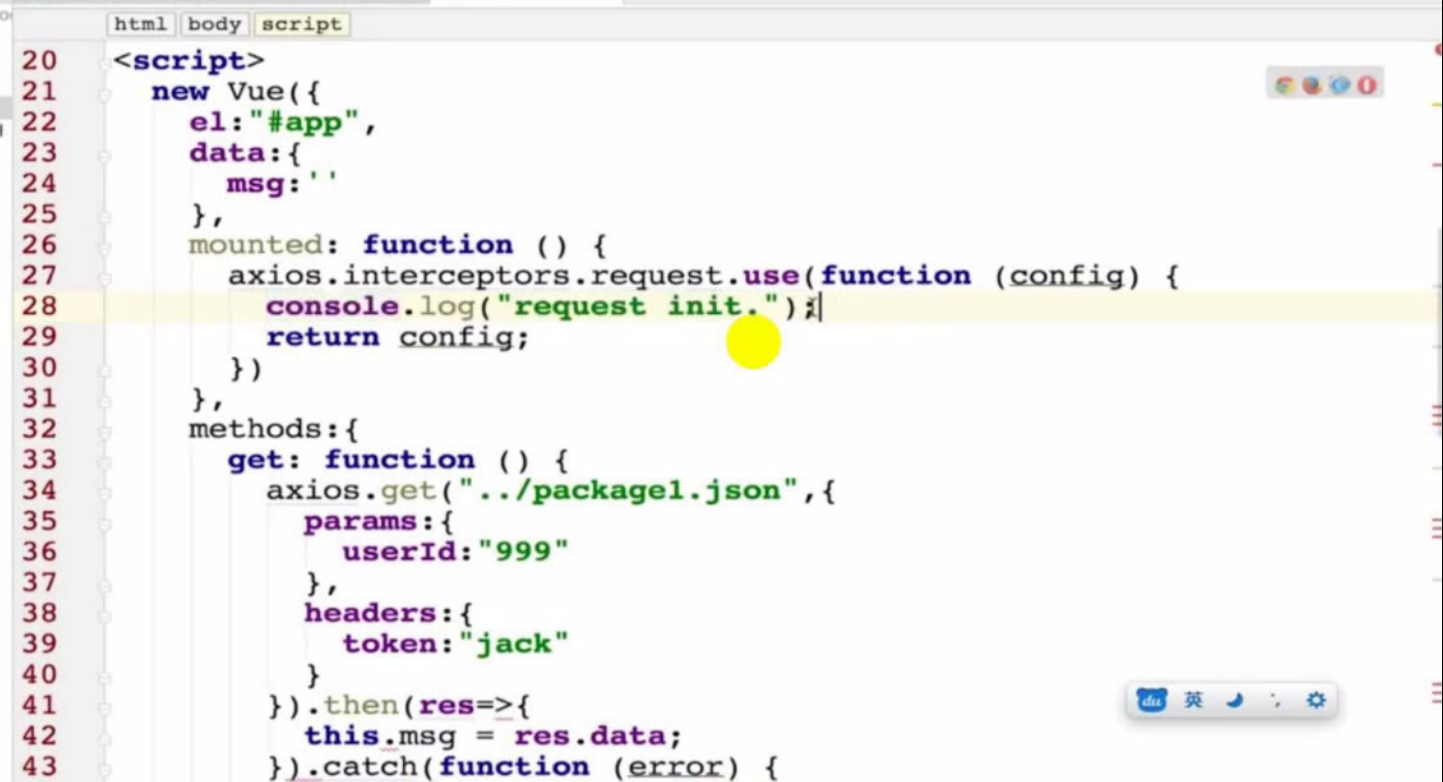 html body script
20 <script>
21 new Vue({
22 el:"#app",
23 data:{
24 msg:''
25 },
26 mounted: function () {
27 axios.interceptors.request.use(function (config) {
28 console.log("request init.");
29 return config;
30 })
31 },
32 methods:{
33 get: function () {
34 axios.get("../package1.json",{
35 params:{
36 userId:"999"
37 },
38 headers:{
39 token:"jack"
40 }
41 }).then(res=>{
42 this.msg = res.data;
43 }).catch(function (error) {
du 英